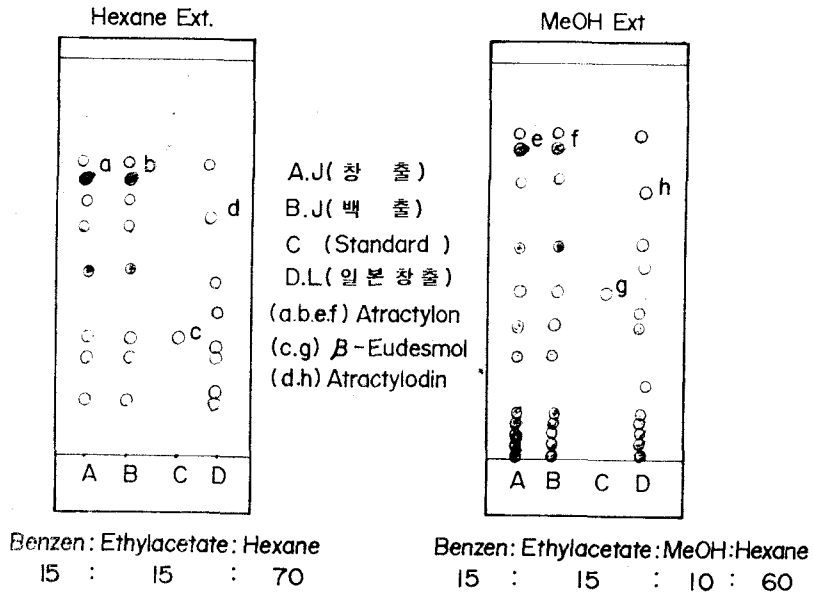 Hexane Ext.
MeOH Ext
a
b
d
c
A B C D
A.J(창 출)
B.J(백 출)
C (Standard)
D.L(일본창출)
(a.b.e.f) Atractylon
(c.g) β-Eudesmol
(d.h) Atractylodin
e
f
h
g
A B C D
Benzen : Ethylacetate : Hexane
15 : 15 : 70
Benzen : Ethylacetate : MeOH : Hexane
15 : 15 : 10 : 60